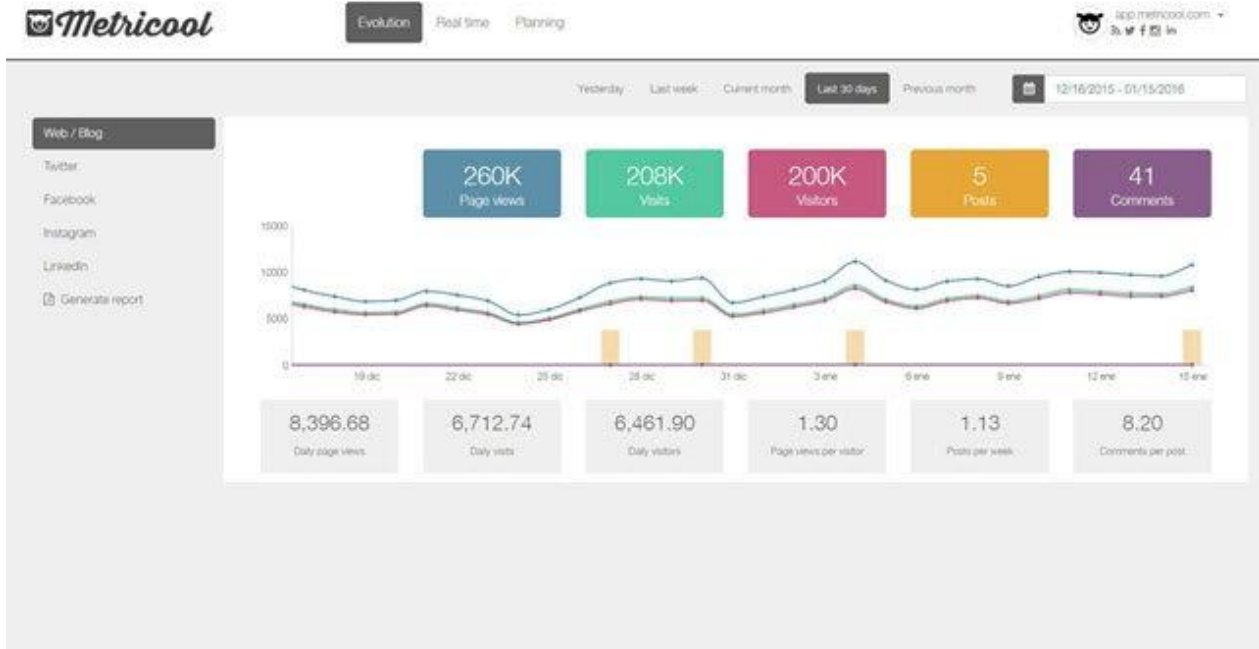 Metricool
Evolution Real time Planning
app.metricool.com
Yesterday Last week Current month Last 30 days Previous month 12/16/2015 - 01/15/2016
Web / Blog
Twitter
Facebook
Instagram
LinkedIn
Generate report
260K 208K 200K 5 41
Page views Visits Visitors Posts Comments
15000
10000
5000
0
19 dic 22 dic 25 dic 28 dic 31 dic 3 ene 6 ene 9 ene 12 ene 15 ene
8,396.68 6,712.74 6,461.90 1.30 1.13 8.20
Daily page views Daily visits Daily visitors Page views per visitor Posts per week Comments per post